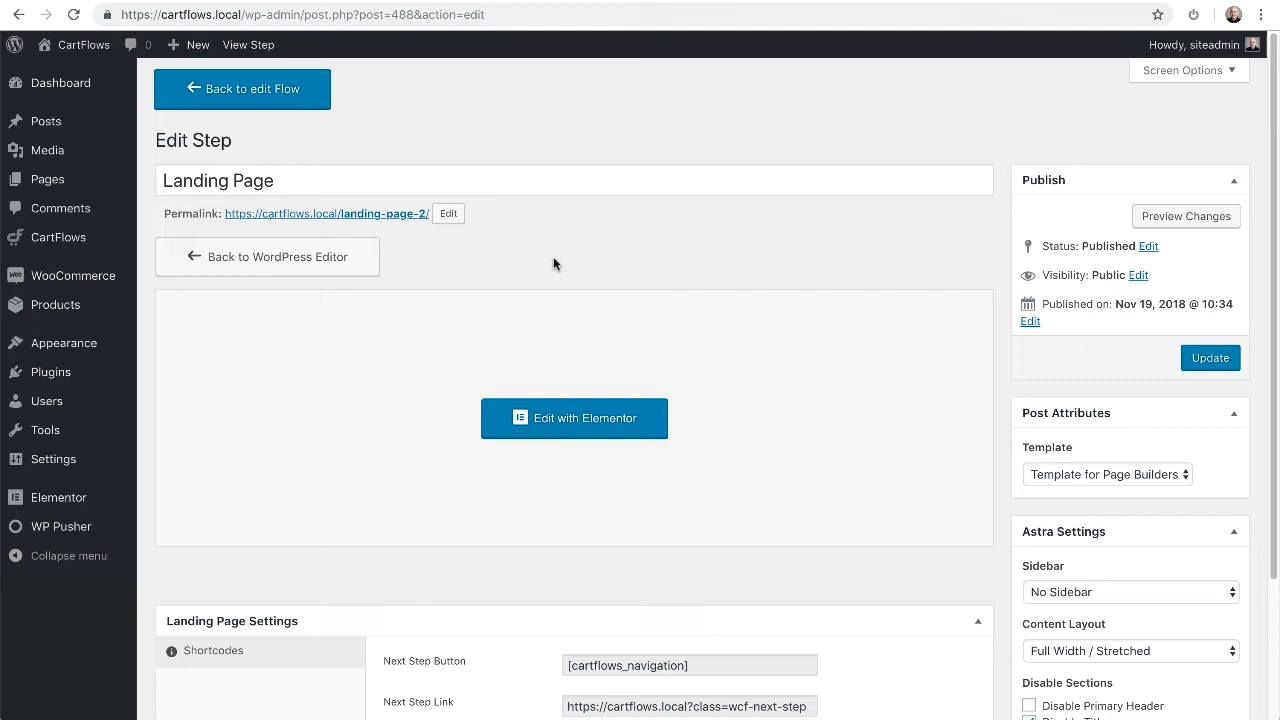 https://cartflows.local/wp-admin/post.php?post=488&action=edit
CartFlows
0
New
View Step
Howdy, siteadmin
Screen Options
Dashboard
Posts
Media
Pages
Comments
CartFlows
WooCommerce
Products
Appearance
Plugins
Users
Tools
Settings
Elementor
WP Pusher
Collapse menu
Back to edit Flow
Edit Step
Landing Page
Permalink: https://cartflows.local/landing-page-2/ Edit
Back to WordPress Editor
Edit with Elementor
Landing Page Settings
Shortcodes
Next Step Button
[cartflows_navigation]
Next Step Link
https://cartflows.local?class=wcf-next-step
Publish
Preview Changes
Status: Published Edit
Visibility: Public Edit
Published on: Nov 19, 2018 @ 10:34
Edit
Update
Post Attributes
Template
Template for Page Builders
Astra Settings
Sidebar
No Sidebar
Content Layout
Full Width / Stretched
Disable Sections
Disable Primary Header